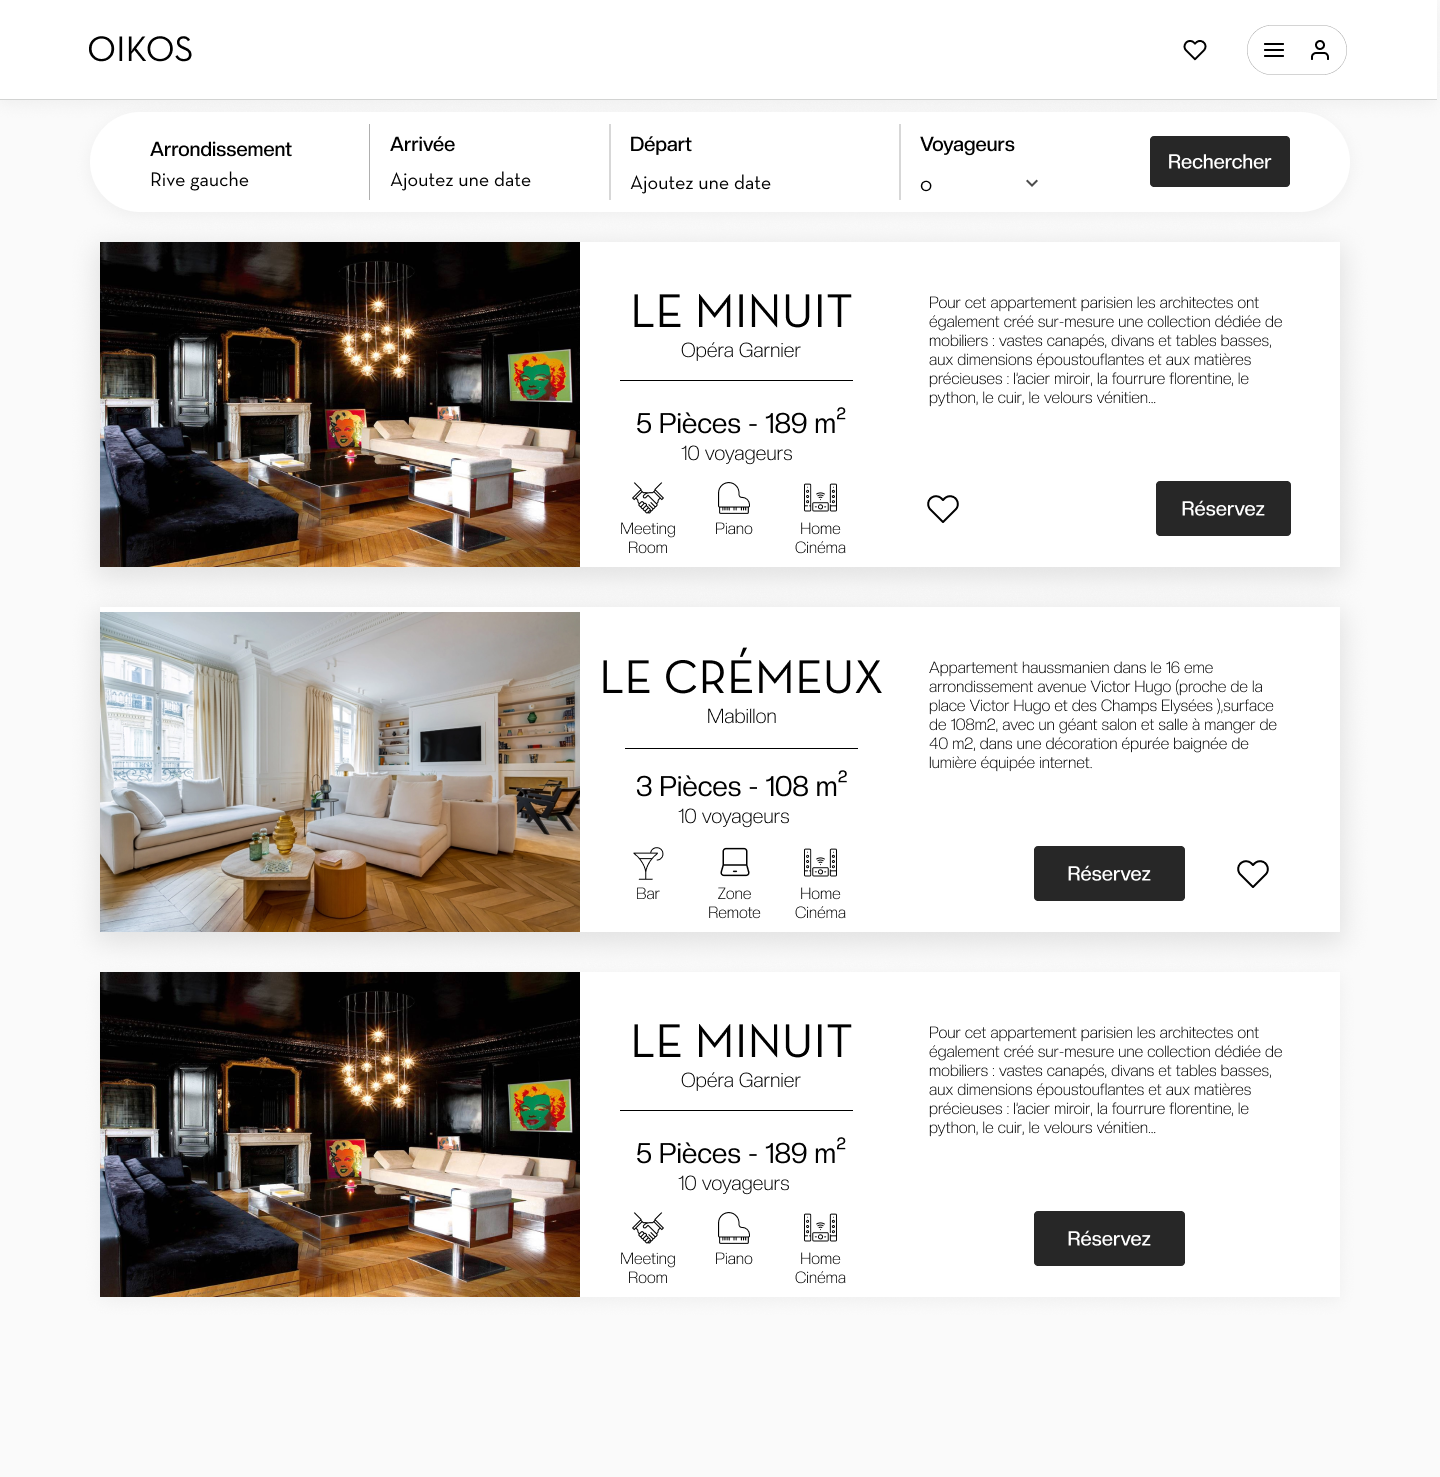 OIKOS
Arrondissement
Rive gauche
Arrivée
Ajoutez une date
Départ
Ajoutez une date
Voyageurs
0
Rechercher
LE MINUIT
Opéra Garnier
5 Pièces - 189 m²
10 voyageurs
Meeting
Room
Piano
Home
Cinéma
Pour cet appartement parisien les architectes ont
également créé sur-mesure une collection dédiée de
mobiliers : vastes canapés, divans et tables basses,
aux dimensions époustouflantes et aux matières
précieuses : l'acier miroir, la fourrure florentine, le
python, le cuir, le velours vénitien...
Réservez
LE CRÉMEUX
Mabillon
3 Pièces - 108 m²
10 voyageurs
Bar
Zone
Remote
Home
Cinéma
Appartement haussmanien dans le 16 eme
arrondissement avenue Victor Hugo (proche de la
place Victor Hugo et des Champs Elysées ),surface
de 108m2, avec un géant salon et salle à manger de
40 m2, dans une décoration épurée baignée de
lumière équipée internet.
Réservez
LE MINUIT
Opéra Garnier
5 Pièces - 189 m²
10 voyageurs
Meeting
Room
Piano
Home
Cinéma
Pour cet appartement parisien les architectes ont
également créé sur-mesure une collection dédiée de
mobiliers : vastes canapés, divans et tables basses,
aux dimensions époustouflantes et aux matières
précieuses : l'acier miroir, la fourrure florentine, le
python, le cuir, le velours vénitien...
Réservez